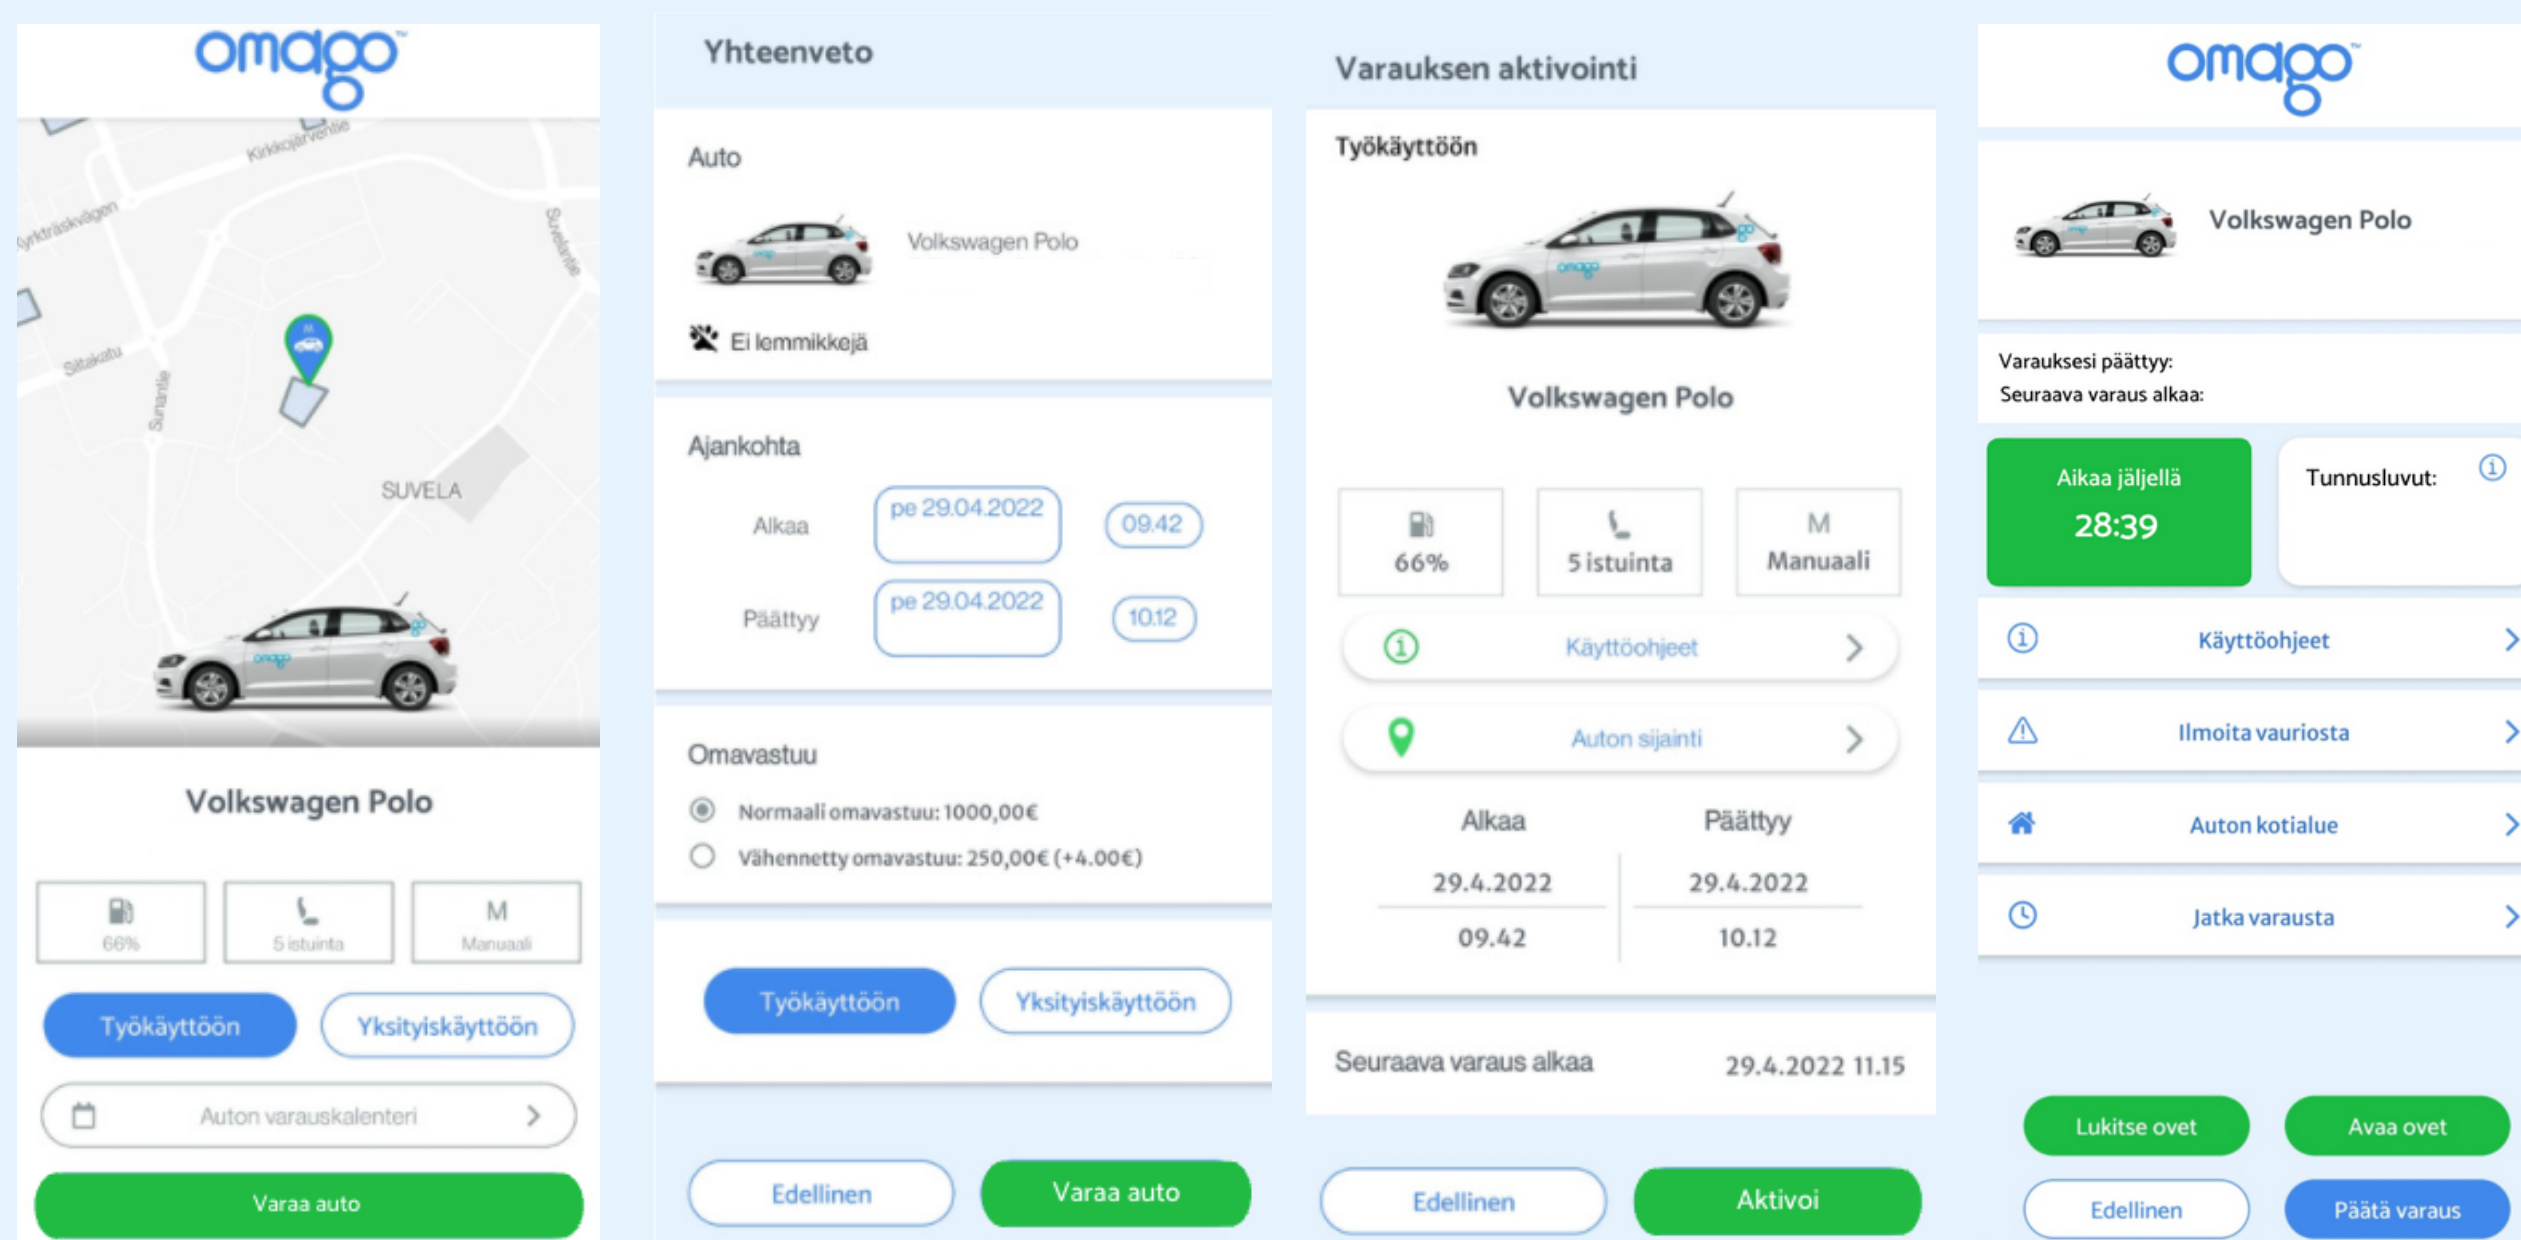 omago™
Kirkkojärventie
Suvelantie
Siltakatu
Sunantie
M
SUVELA
omago
go
Volkswagen Polo
66%
5 istuinta
M
Manuaali
Työkäyttöön
Yksityiskäyttöön
Auton varauskalenteri
Varaa auto
Yhteenveto
Auto
Volkswagen Polo
Ei lemmikkejä
Ajankohta
Alkaa
pe 29.04.2022
09.42
Päättyy
pe 29.04.2022
10.12
Omavastuu
Normaali omavastuu: 1000,00€
Vähennetty omavastuu: 250,00€ (+4.00€)
Työkäyttöön
Yksityiskäyttöön
Edellinen
Varaa auto
Varauksen aktivointi
Työkäyttöön
omago
go
Volkswagen Polo
66%
5 istuinta
M
Manuaali
Käyttöohjeet
Auton sijainti
Alkaa
Päättyy
29.4.2022
29.4.2022
09.42
10.12
Seuraava varaus alkaa
29.4.2022 11.15
Edellinen
Aktivoi
omago™
Volkswagen Polo
Varauksesi päättyy:
Seuraava varaus alkaa:
Aikaa jäljellä
28:39
Tunnusluvut:
Käyttöohjeet
Ilmoita vauriosta
Auton kotialue
Jatka varausta
Lukitse ovet
Avaa ovet
Edellinen
Päätä varaus